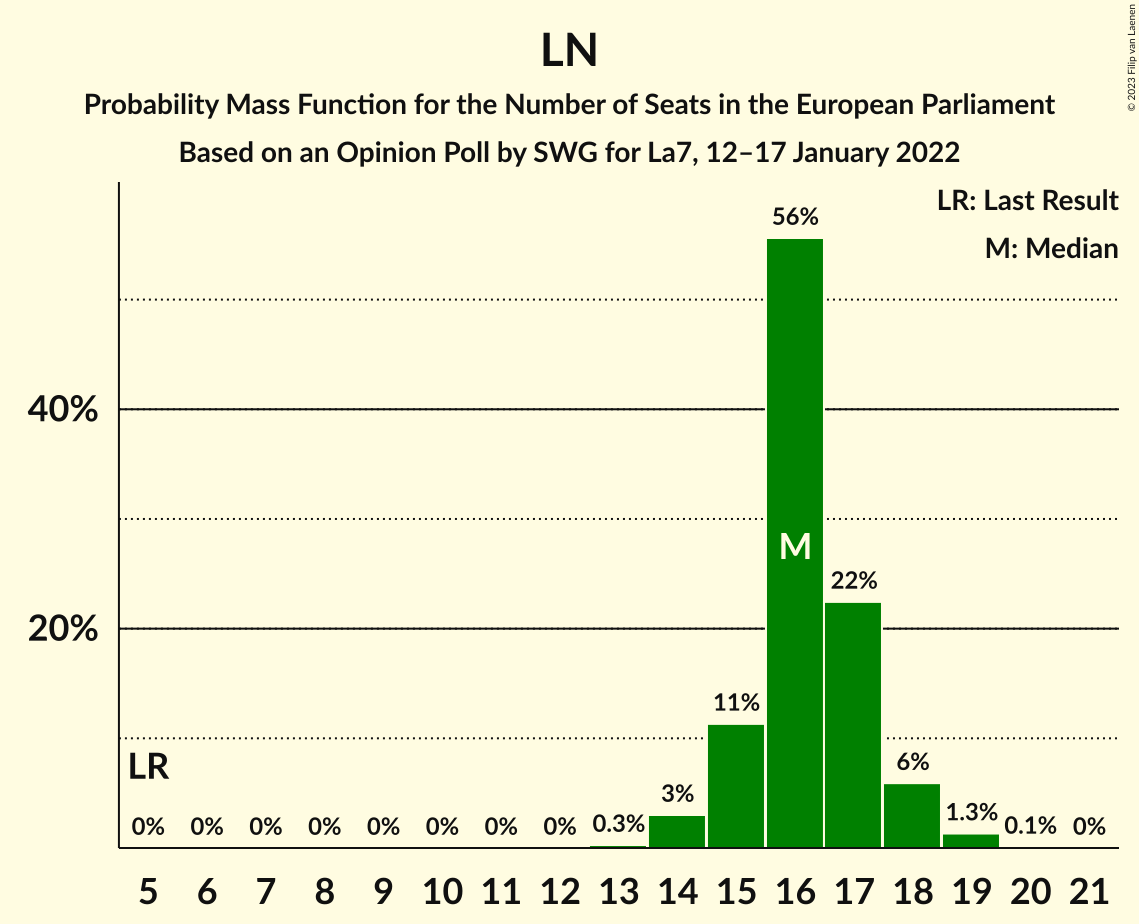 LN
Probability Mass Function for the Number of Seats in the European Parliament
Based on an Opinion Poll by SWG for La7, 12–17 January 2022
© 2023 Filip van Laenen
LR: Last Result
M: Median
56%
40%
M
22%
20%
11%
LR
6%
3%
0% 0% 0% 0% 0% 0% 0% 0% 0.3% 1.3% 0.1% 0%
5 6 7 8 9 10 11 12 13 14 15 16 17 18 19 20 21